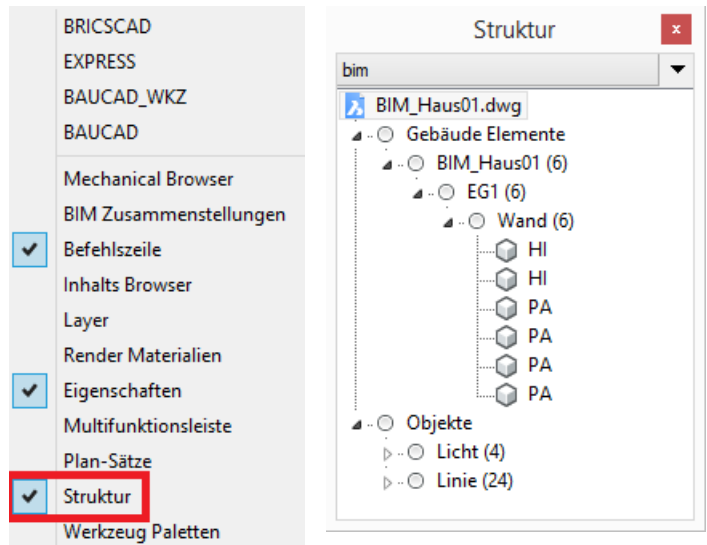 BRICSCAD
EXPRESS
BAUCAD_WKZ
BAUCAD
Mechanical Browser
BIM Zusammenstellungen
Befehlszeile
Inhalts Browser
Layer
Render Materialien
Eigenschaften
Multifunktionsleiste
Plan-Sätze
Struktur
Werkzeug Paletten
Struktur
x
bim
BIM_Haus01.dwg
Gebäude Elemente
BIM_Haus01 (6)
EG1 (6)
Wand (6)
HI
HI
PA
PA
PA
PA
Objekte
Licht (4)
Linie (24)